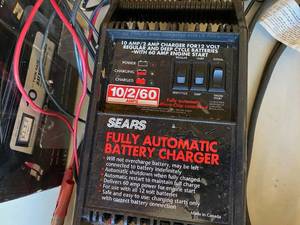 10 AMP/2 AMP CHARGER FOR 12 VOLT
REGULAR AND DEEP CYCLE BATTERIES
-WITH 60 AMP ENGINE START
POWER
CHARGING
CHARGED
10/2/60
AMP
Fully automatic
SEARS
FULLY AUTOMATIC
BATTERY CHARGER
• Will not overcharge battery, may be left
connected to battery indefinitely
• Automatic shutdown when fully charged
• Automatic restart to maintain full charge
• Delivers 60 amp power for engine start
• For use with all 12 volt batteries
• Safe and easy to use; charging starts only
with correct battery connection
Made in Canada